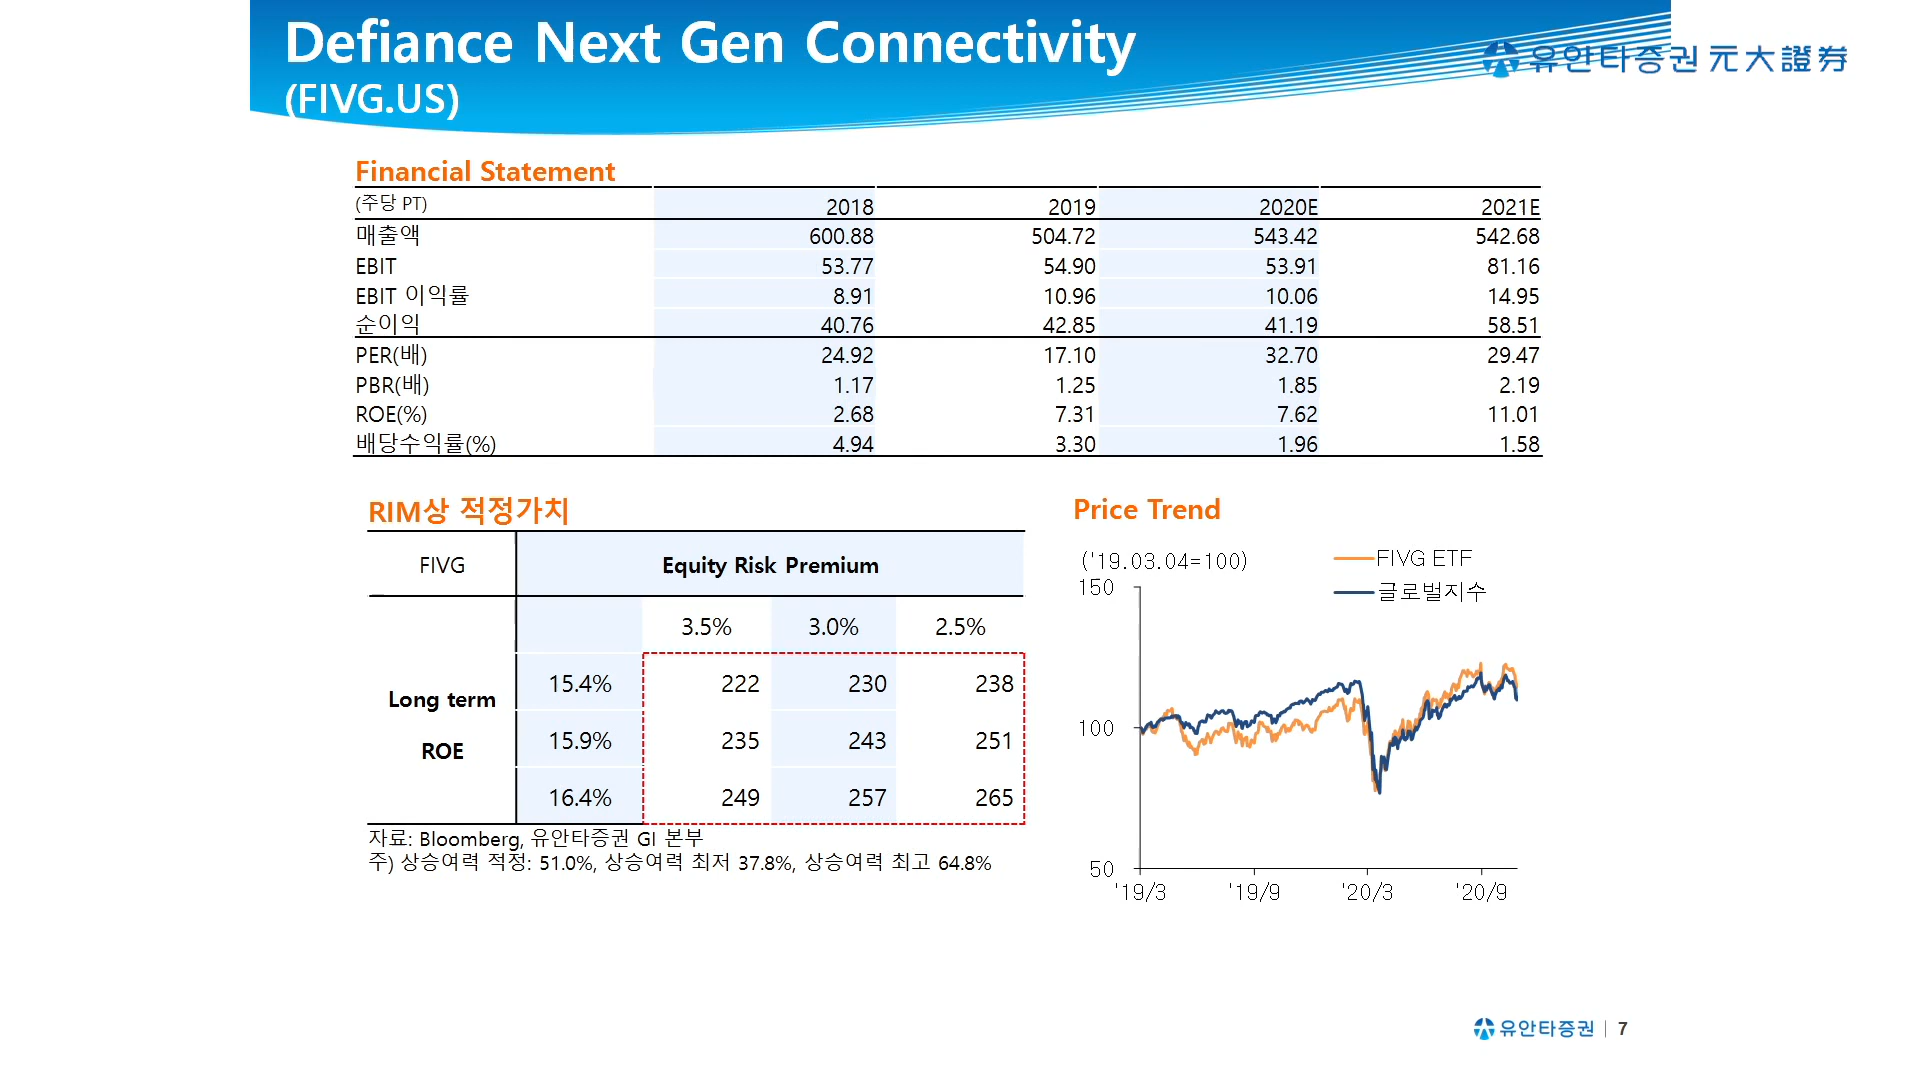 Defiance Next Gen Connectivity
(FIVG.US)
유안타증권 元大證券
Financial Statement
(주당 PT) 2018 2019 2020E 2021E
매출액 600.88 504.72 543.42 542.68
EBIT 53.77 54.90 53.91 81.16
EBIT 이익률 8.91 10.96 10.06 14.95
순이익 40.76 42.85 41.19 58.51
PER(배) 24.92 17.10 32.70 29.47
PBR(배) 1.17 1.25 1.85 2.19
ROE(%) 2.68 7.31 7.62 11.01
배당수익률(%) 4.94 3.30 1.96 1.58
RIM상 적정가치
FIVG Equity Risk Premium
3.5% 3.0% 2.5%
Long term
ROE
15.4% 222 230 238
15.9% 235 243 251
16.4% 249 257 265
자료: Bloomberg, 유안타증권 GI 본부
주) 상승여력 적정: 51.0%, 상승여력 최저 37.8%, 상승여력 최고 64.8%
Price Trend
('19.03.04=100)
FIVG ETF
글로벌지수
150
100
50
'19/3 '19/9 '20/3 '20/9
유안타증권 | 7